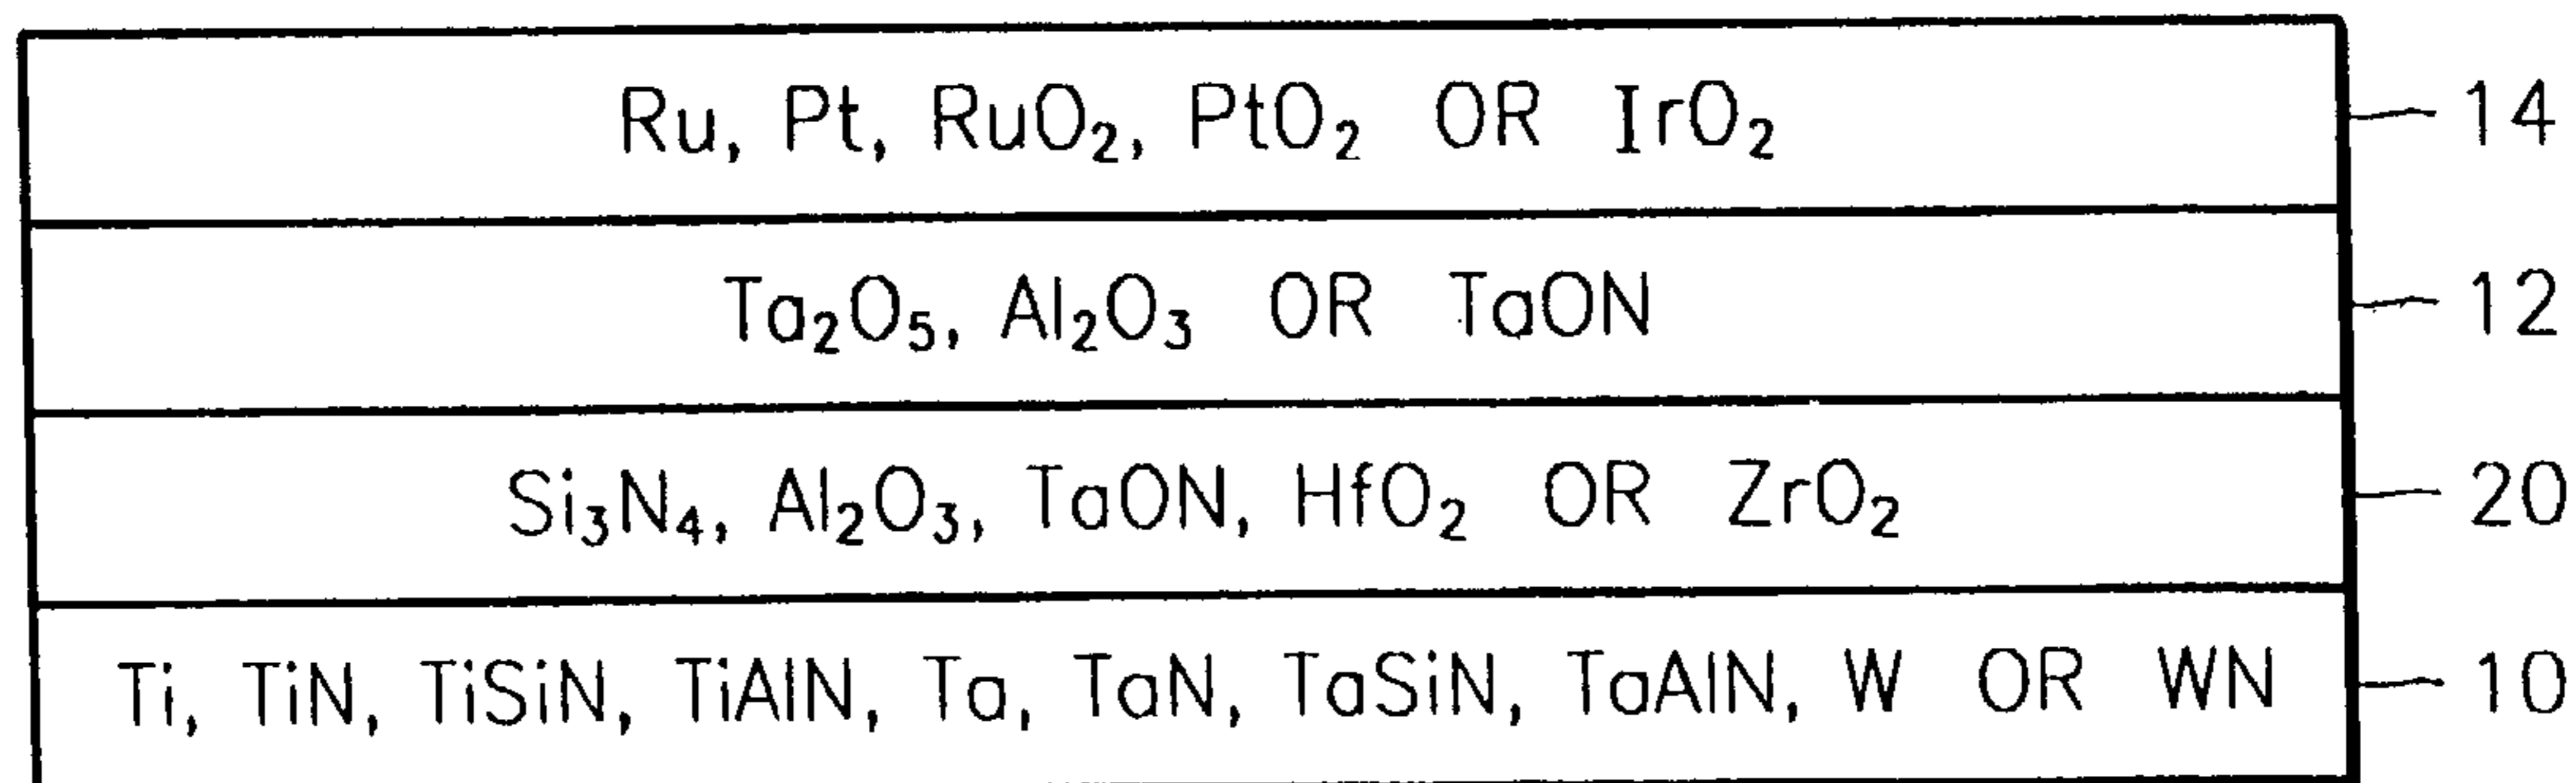 Ru, Pt, RuO₂, PtO₂ OR IrO₂ 14
Ta₂O₅, Al₂O₃ OR TaON 12
Si₃N₄, Al₂O₃, TaON, HfO₂ OR ZrO₂ 20
Ti, TiN, TiSiN, TiAlN, Ta, TaN, TaSiN, TaAlN, W OR WN 10